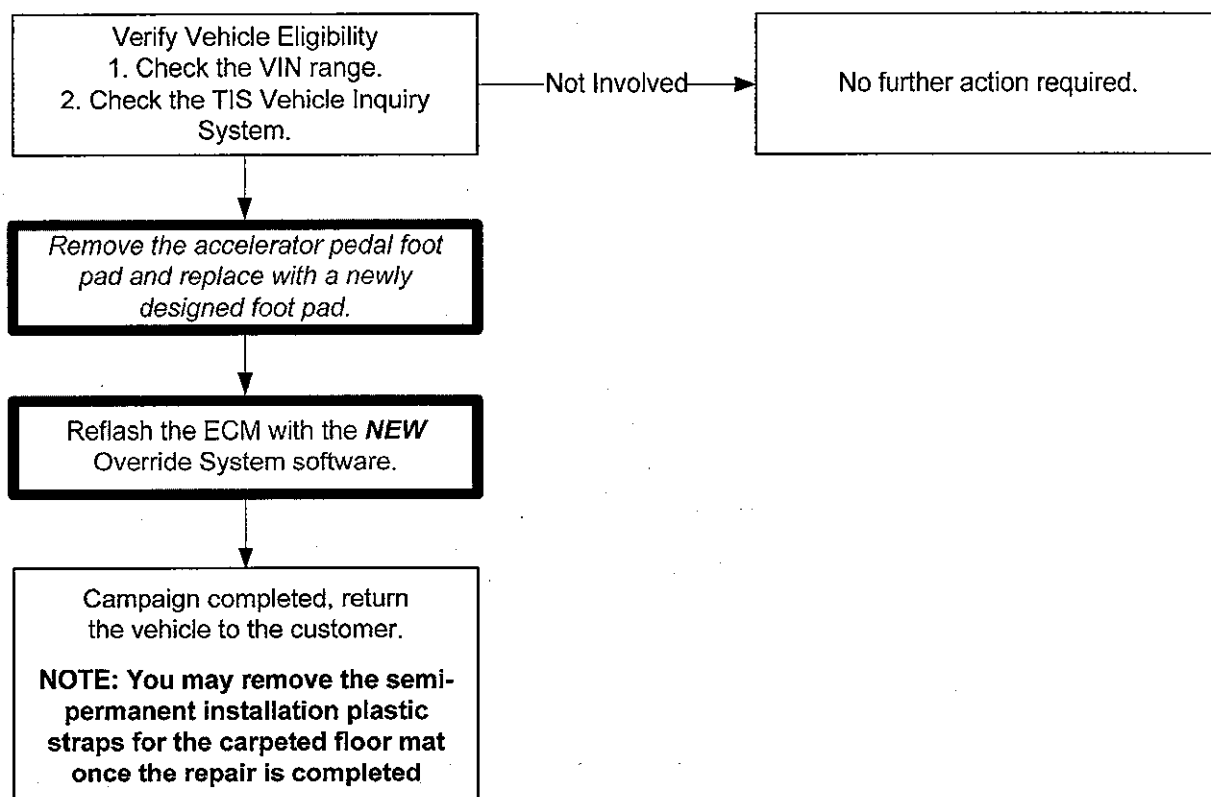 Verify Vehicle Eligibility
1. Check the VIN range.
2. Check the TIS Vehicle Inquiry
System.
Not Involved
No further action required.
Remove the accelerator pedal foot
pad and replace with a newly
designed foot pad.
Reflash the ECM with the NEW
Override System software.
Campaign completed, return
the vehicle to the customer.
NOTE: You may remove the semi-
permanent installation plastic
straps for the carpeted floor mat
once the repair is completed